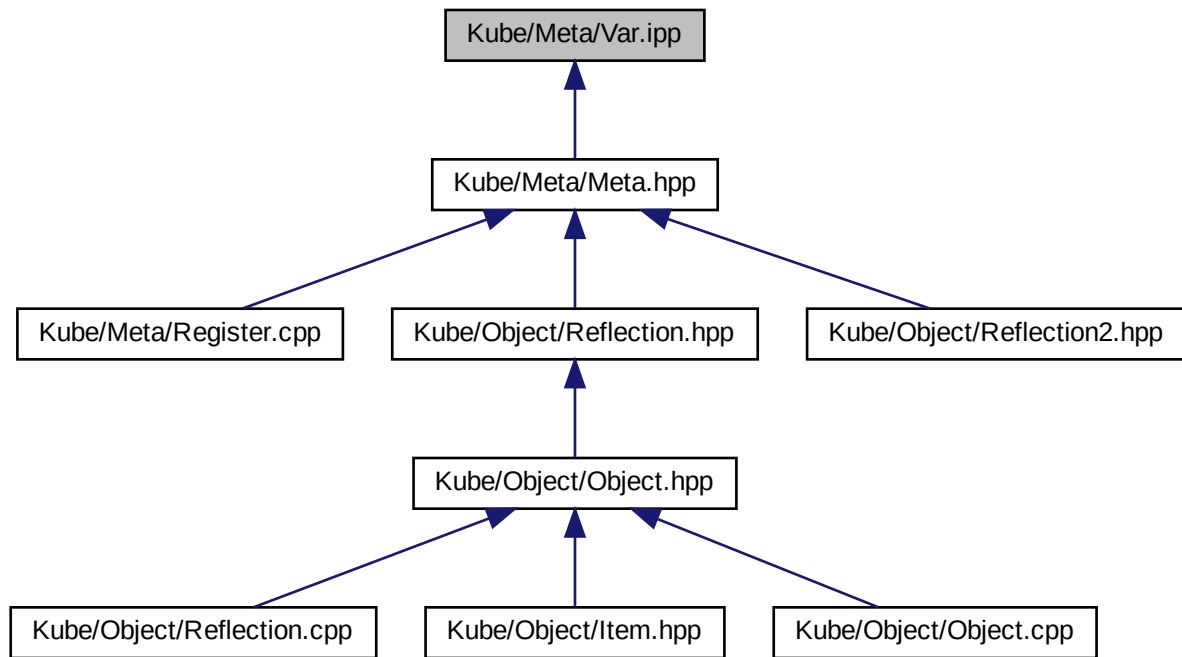 Kube/Meta/Var.ipp
Kube/Meta/Meta.hpp
Kube/Meta/Register.cpp
Kube/Object/Reflection.hpp
Kube/Object/Reflection2.hpp
Kube/Object/Object.hpp
Kube/Object/Reflection.cpp
Kube/Object/Item.hpp
Kube/Object/Object.cpp